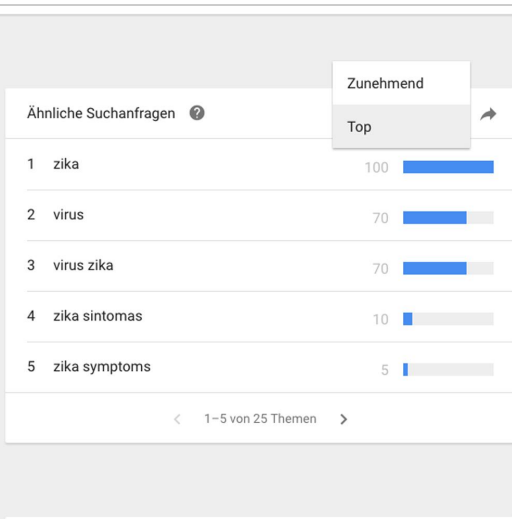 Zunehmend
Ähnliche Suchanfragen ?
Top
1 zika 100
2 virus 70
3 virus zika 70
4 zika sintomas 10
5 zika symptoms 5
1–5 von 25 Themen